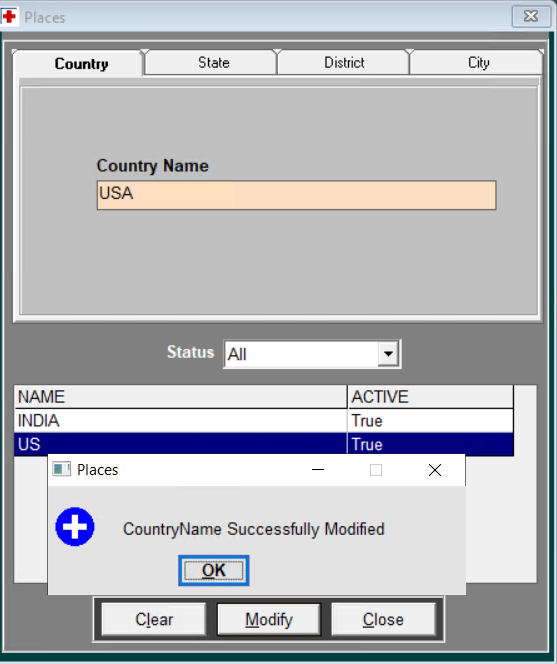 Places
Country State District City
Country Name
USA
Status All
NAME ACTIVE
INDIA True
US True
Places
CountryName Successfully Modified
OK
Clear Modify Close